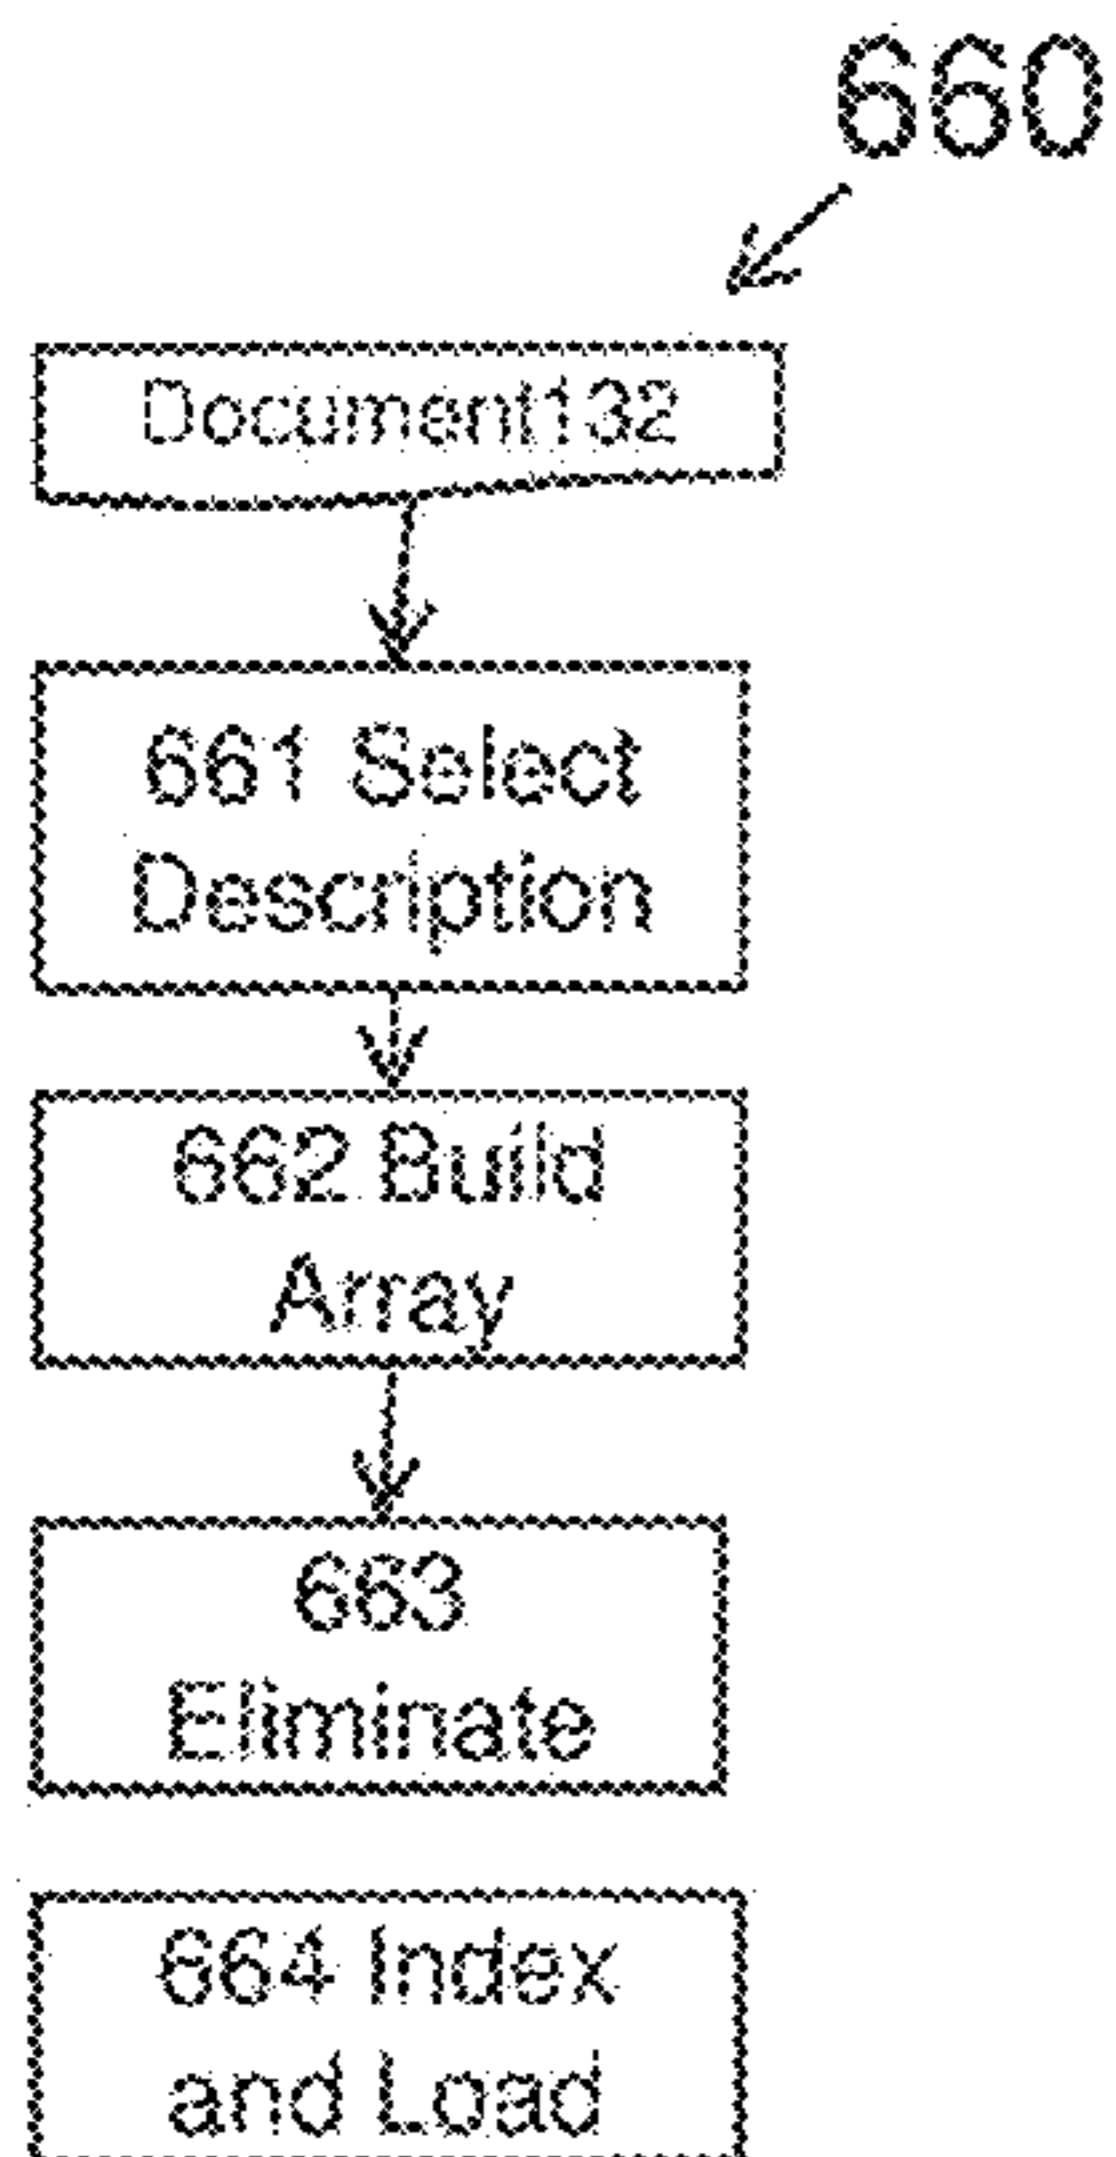 660
Document132
661 Select
Description
662 Build
Array
663
Eliminate
664 Index
and Load